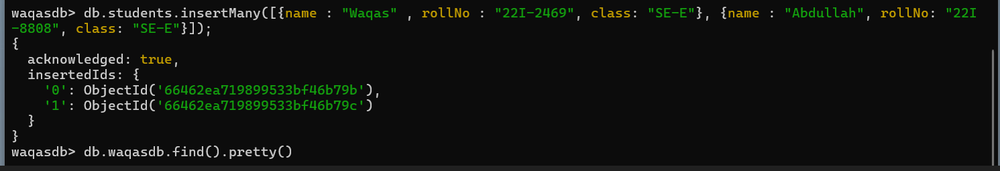 waqasdb> db.students.insertMany([{name : "Waqas" , rollNo : "22I-2469", class: "SE-E"}, {name : "Abdullah", rollNo: "22I
-8808", class: "SE-E"}]);
{
  acknowledged: true,
  insertedIds: {
    '0': ObjectId('66462ea719899533bf46b79b'),
    '1': ObjectId('66462ea719899533bf46b79c')
  }
}
waqasdb> db.waqasdb.find().pretty()